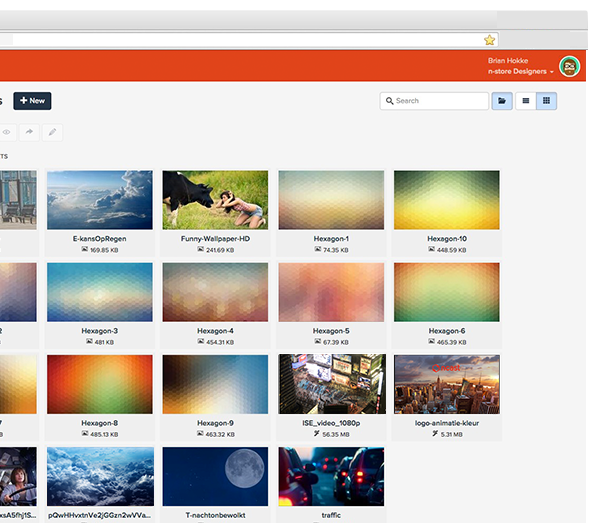 Brian Hokke
n-store Designers
s
+ New
Search
TS
E-kansOpRegen
169.85 KB
Funny-Wallpaper-HD
241.69 KB
Hexagon-1
74.35 KB
Hexagon-10
448.59 KB
2
Hexagon-3
481 KB
Hexagon-4
454.31 KB
Hexagon-5
67.39 KB
Hexagon-6
465.39 KB
7
B
Hexagon-8
485.13 KB
Hexagon-9
463.32 KB
ISE_video_1080p
56.35 MB
logo-animatie-kleur
5.31 MB
xsA5fhj1S...
pQwHHvxtnVe2jGGzn2wVVa...
T-nachtonbewolkt
traffic